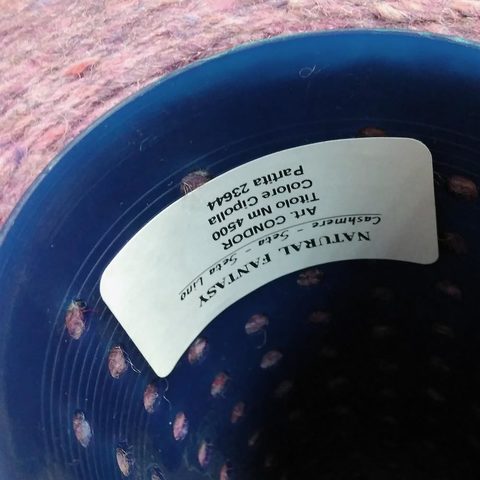 NATURAL FANTASY
Cashmere - Seta - Seta Lino
Art. CONDOR
Titolo Nm 4500
Colore Cipolla
Partita 23644